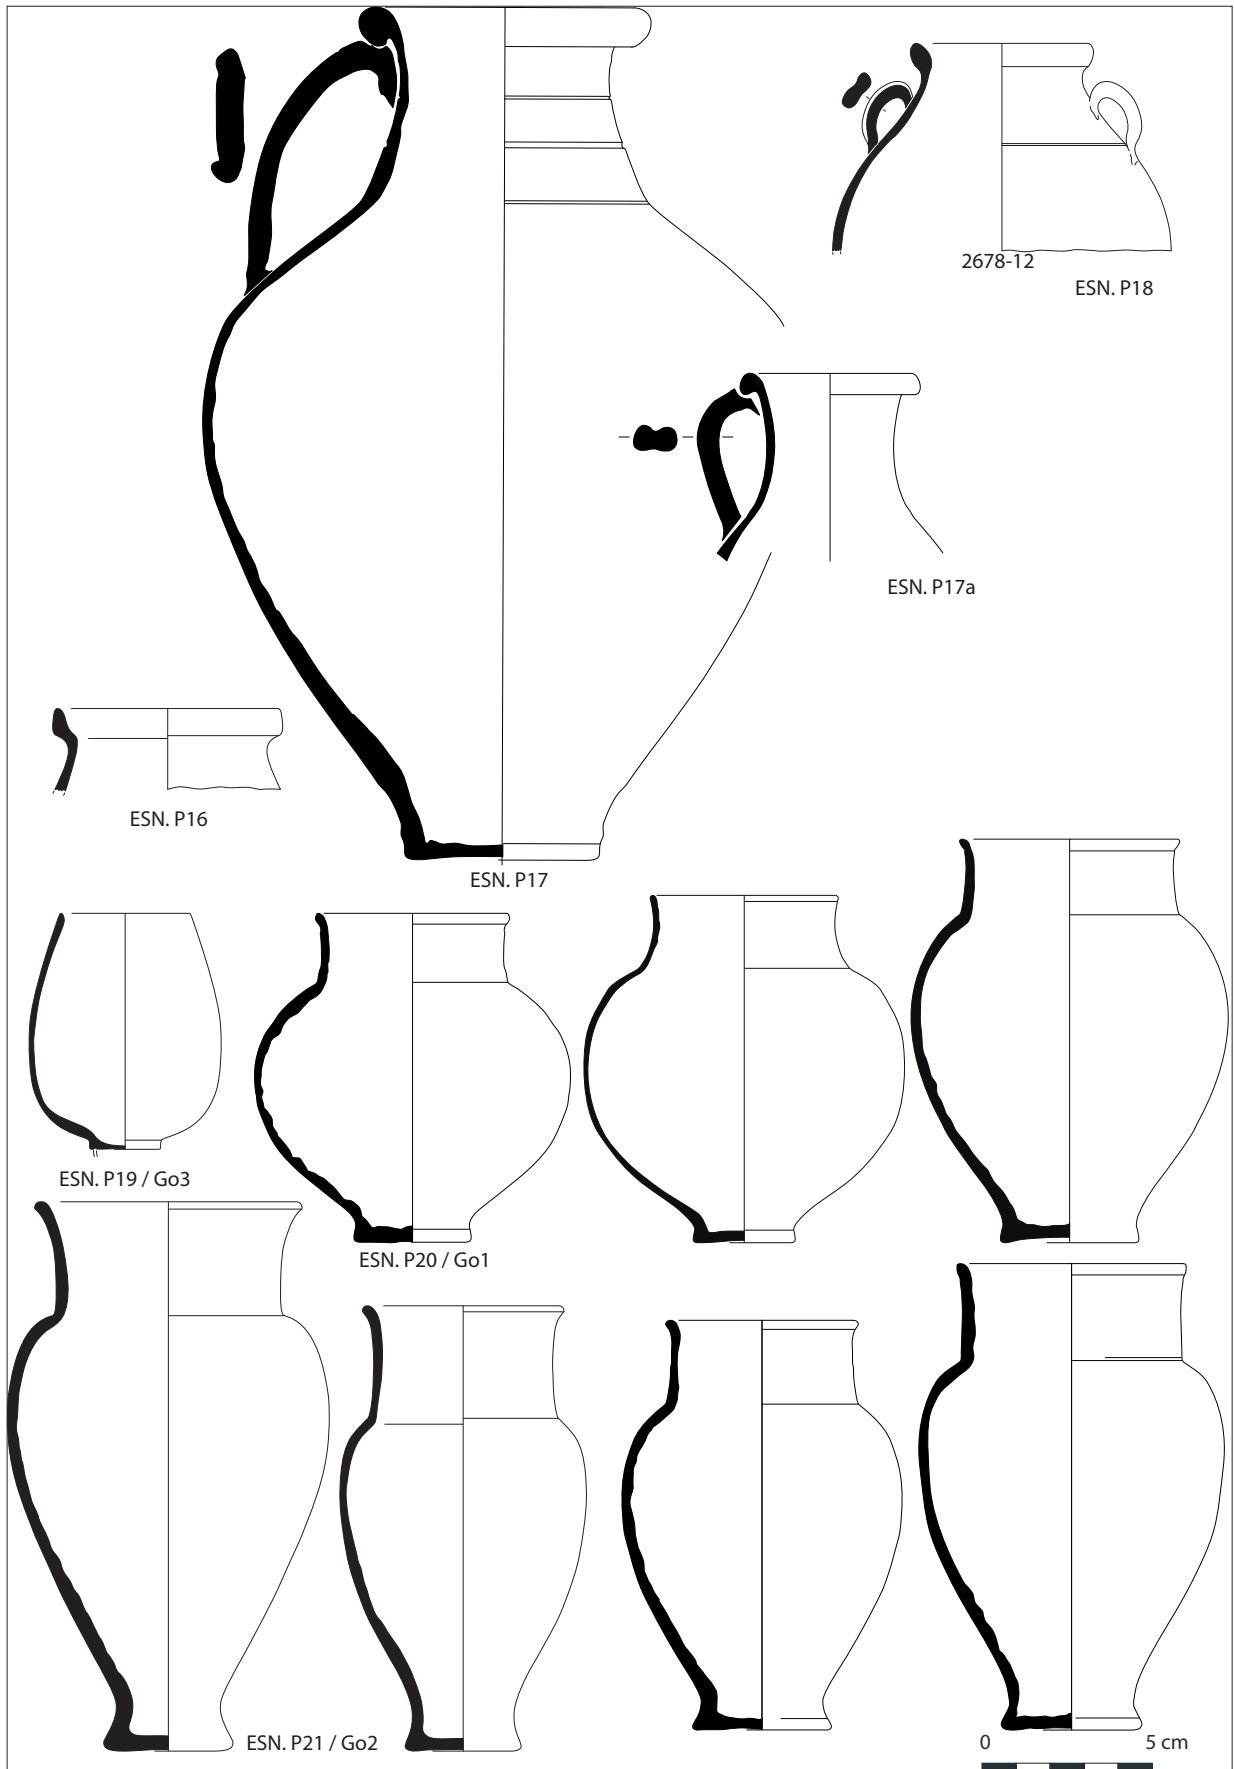 2678-12
ESN. P18
ESN. P17a
ESN. P16
ESN. P17
ESN. P19 / Go3
ESN. P20 / Go1
ESN. P21 / Go2
0 5 cm